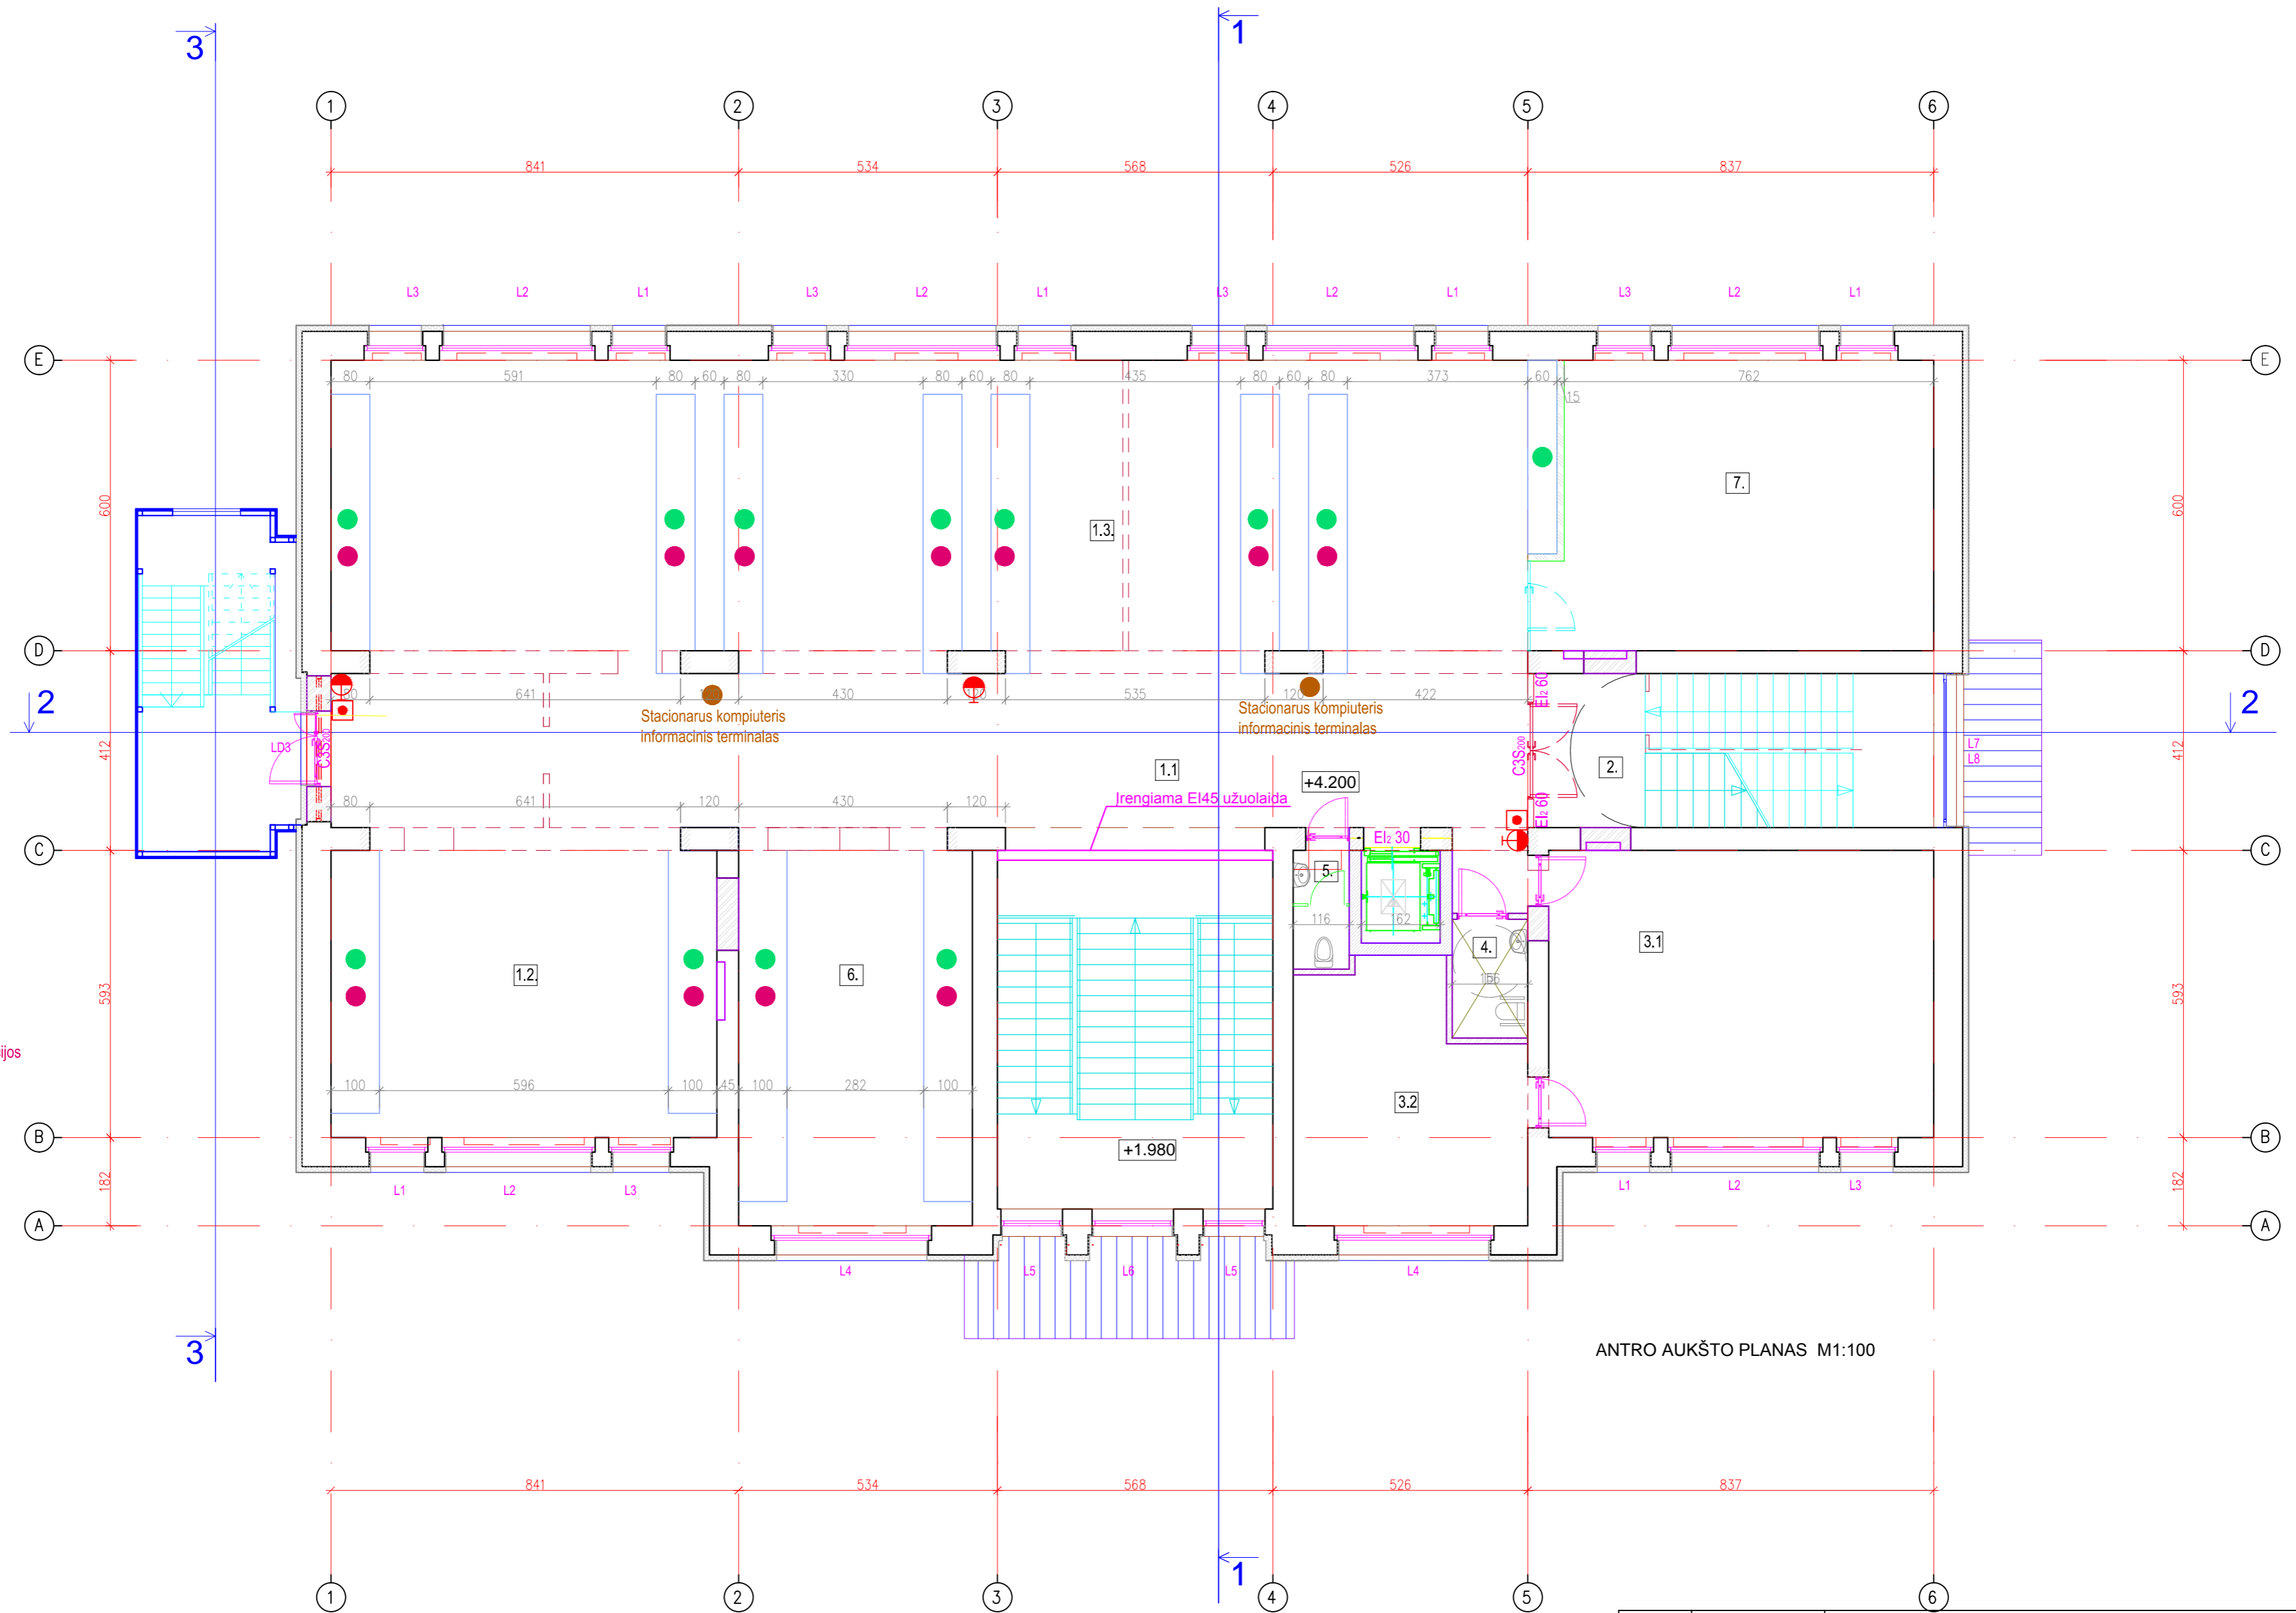 3
1
1 2 3 4 5 6
841 534 568 526 837
L3 L2 L1 L3 L2 L1 L3 L2 L1 L3 L2 L1
E E
80 591 80 60 80 330 80 60 80 435 80 60 80 373 60 762
15
600 7. 600
1.3.
D D
2 2
80 641 120 430 120 535 120 422
EI₂ 60
Stacionarus kompiuteris
informacinis terminalas
Stacionarus kompiuteris
informacinis terminalas
LD3
C3S₂₀₀
412 412
C3S₂₀₀
L7
L8
1.1
2.
+4.200
80 641 120 430 120
Įrengiama EI45 užuolaida
EI₂ 60
EI₂ 30
C C
5.
116 162
4.
3.1
1.2. 6.
593 593
ijos
100 596 100 45 100 282 100
3.2
B B
+1.980
182 182
L1 L2 L3 L1 L2 L3
A A
L4 L5 L6 L5 L4
3
ANTRO AUKŠTO PLANAS M1:100
841 534 568 526 837
1
1 2 3 4 5 6